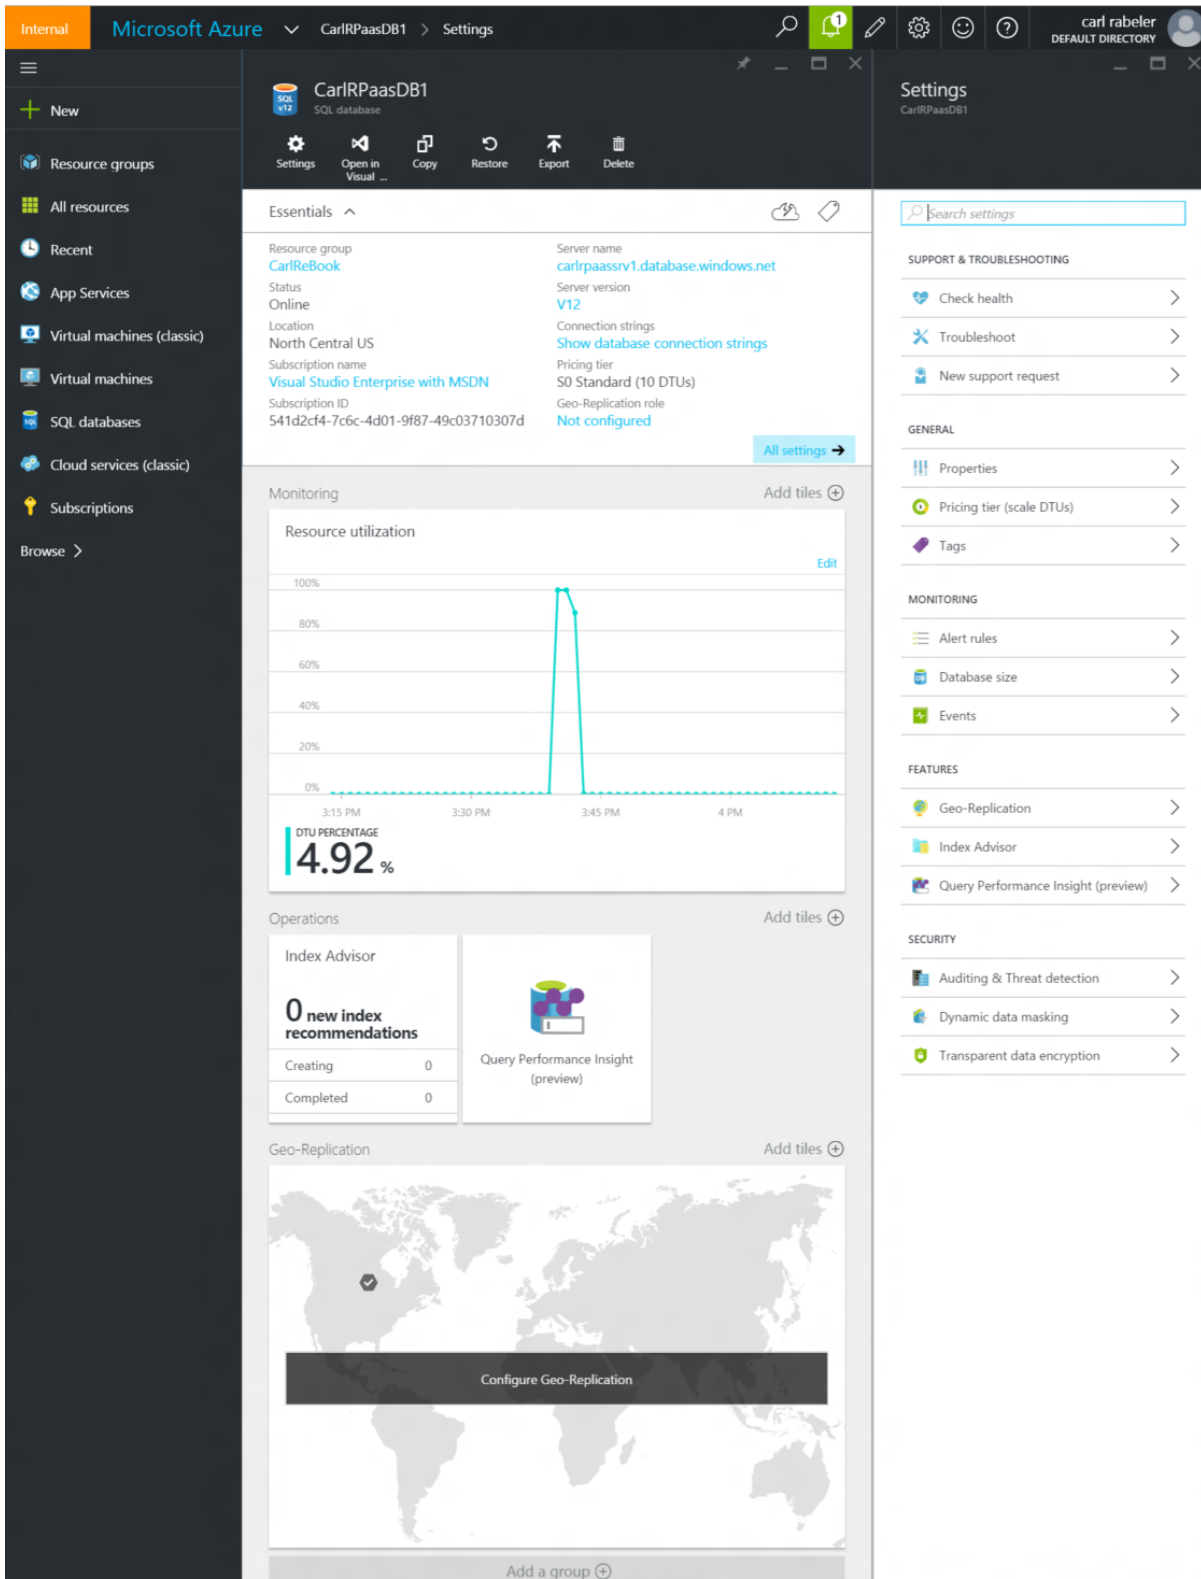 Internal
Microsoft Azure
CarlRPaasDB1 > Settings
1
carl rabeler
DEFAULT DIRECTORY
New
Resource groups
All resources
Recent
App Services
Virtual machines (classic)
Virtual machines
SQL databases
Cloud services (classic)
Subscriptions
Browse >
SQL
v12
CarlRPaasDB1
SQL database
Settings
Open in
Visual ...
Copy
Restore
Export
Delete
Essentials
Resource group
CarlReBook
Status
Online
Location
North Central US
Subscription name
Visual Studio Enterprise with MSDN
Subscription ID
541d2cf4-7c6c-4d01-9f87-49c03710307d
Server name
carlrpaassrv1.database.windows.net
Server version
V12
Connection strings
Show database connection strings
Pricing tier
S0 Standard (10 DTUs)
Geo-Replication role
Not configured
All settings
Monitoring
Add tiles
Resource utilization
Edit
100%
80%
60%
40%
20%
0%
3:15 PM 3:30 PM 3:45 PM 4 PM
DTU PERCENTAGE
4.92 %
Operations
Add tiles
Index Advisor
0 new index
recommendations
Creating 0
Completed 0
Query Performance Insight
(preview)
Geo-Replication
Add tiles
Configure Geo-Replication
Add a group
Settings
CarlRPaasDB1
Search settings
SUPPORT & TROUBLESHOOTING
Check health
Troubleshoot
New support request
GENERAL
Properties
Pricing tier (scale DTUs)
Tags
MONITORING
Alert rules
Database size
Events
FEATURES
Geo-Replication
Index Advisor
Query Performance Insight (preview)
SECURITY
Auditing & Threat detection
Dynamic data masking
Transparent data encryption